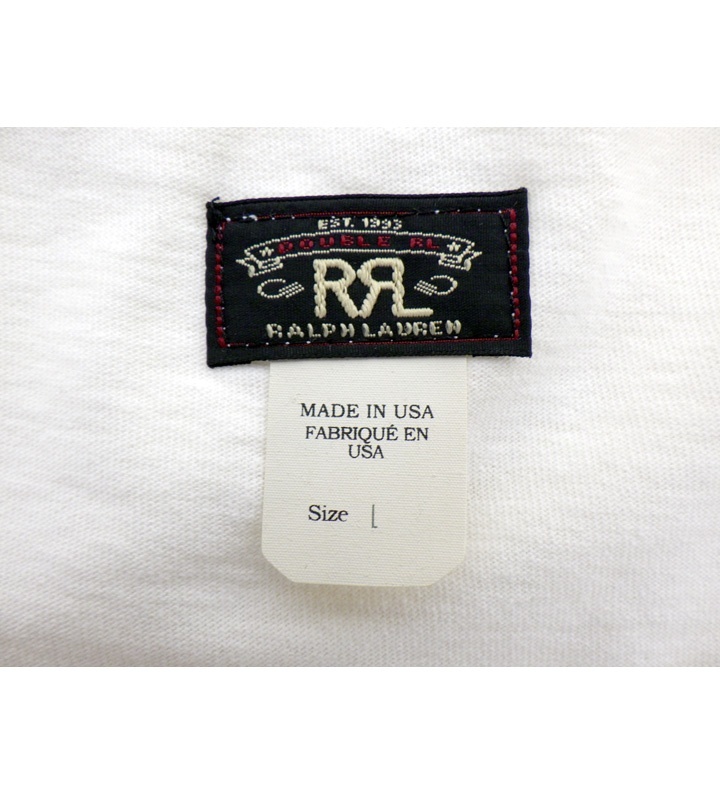 EST. 1993
DOUBLE RL
RRL
RALPH LAUREN
MADE IN USA
FABRIQUÉ EN
USA
Size L